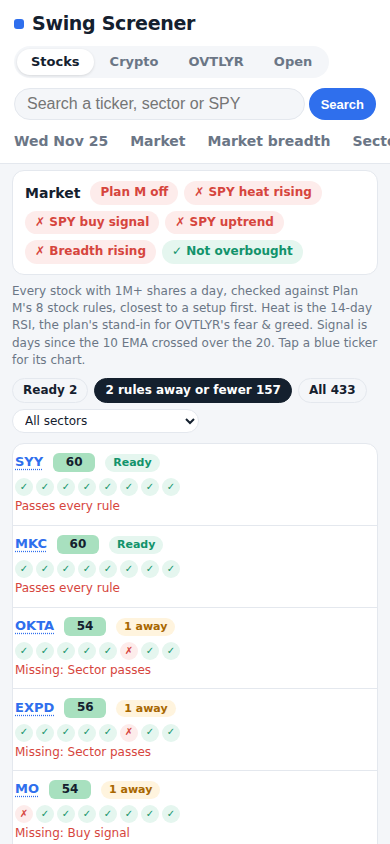 Swing Screener
Stocks Crypto OVTLYR Open
Search a ticker, sector or SPY Search
Wed Nov 25 Market Market breadth Secto
Market Plan M off ✗ SPY heat rising
✗ SPY buy signal ✗ SPY uptrend
✗ Breadth rising ✓ Not overbought
Every stock with 1M+ shares a day, checked against Plan
M's 8 stock rules, closest to a setup first. Heat is the 14-day
RSI, the plan's stand-in for OVTLYR's fear & greed. Signal is
days since the 10 EMA crossed over the 20. Tap a blue ticker
for its chart.
Ready 2 2 rules away or fewer 157 All 433
All sectors
SYY 60 Ready
✓ ✓ ✓ ✓ ✓ ✓ ✓ ✓
Passes every rule
MKC 60 Ready
✓ ✓ ✓ ✓ ✓ ✓ ✓ ✓
Passes every rule
OKTA 54 1 away
✓ ✓ ✓ ✓ ✓ ✗ ✓ ✓
Missing: Sector passes
EXPD 56 1 away
✓ ✓ ✓ ✓ ✓ ✗ ✓ ✓
Missing: Sector passes
MO 54 1 away
✗ ✓ ✓ ✓ ✓ ✓ ✓ ✓
Missing: Buy signal